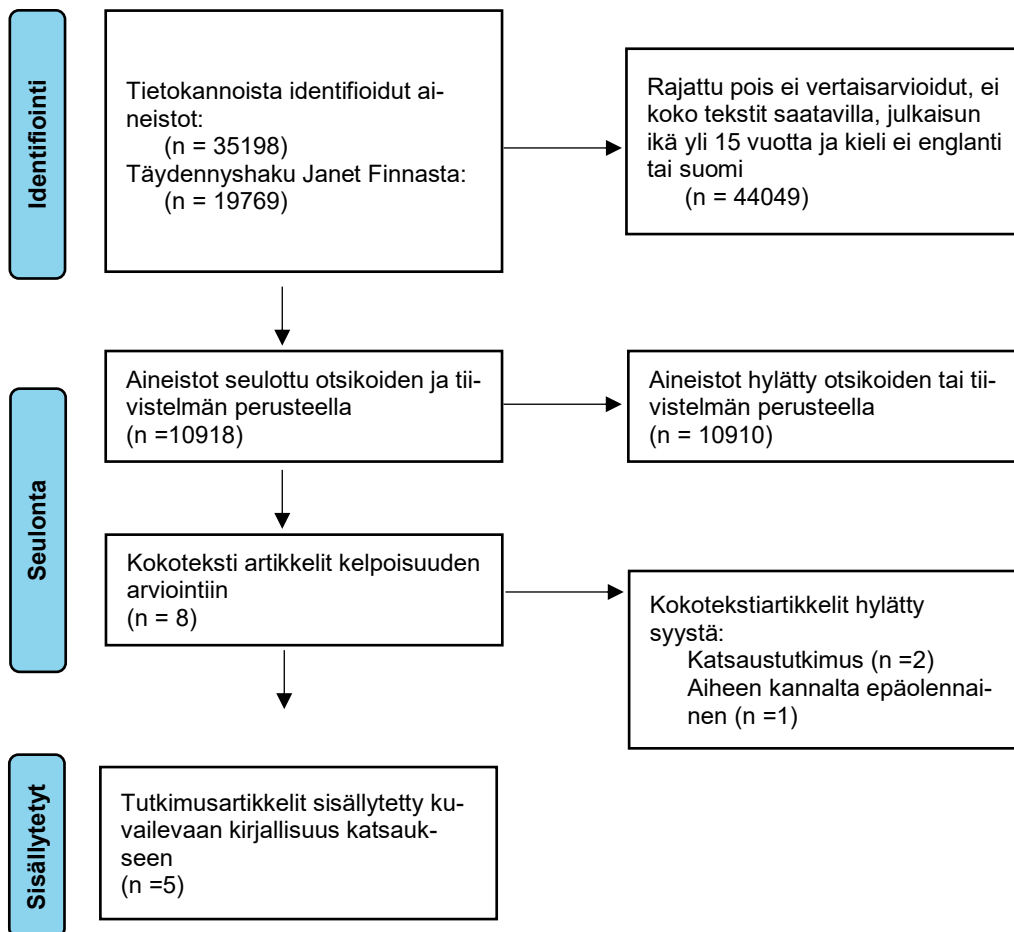 Identifiointi
Tietokannoista identifioidut ai-
neistot:
(n = 35198)
Täydennyshaku Janet Finnasta:
(n = 19769)
Rajattu pois ei vertaisarvioidut, ei
koko tekstit saatavilla, julkaisun
ikä yli 15 vuotta ja kieli ei englanti
tai suomi
(n = 44049)
Seulonta
Aineistot seulottu otsikoiden ja tii-
vistelmän perusteella
(n =10918)
Aineistot hylätty otsikoiden tai tii-
vistelmän perusteella
(n = 10910)
Kokoteksti artikkelit kelpoisuuden
arviointiin
(n = 8)
Kokotekstiartikkelit hylätty
syystä:
Katsaustutkimus (n =2)
Aiheen kannalta epäolennai-
nen (n =1)
Sisällytetyt
Tutkimusartikkelit sisällytetty ku-
vailevaan kirjallisuus katsauk-
seen
(n =5)